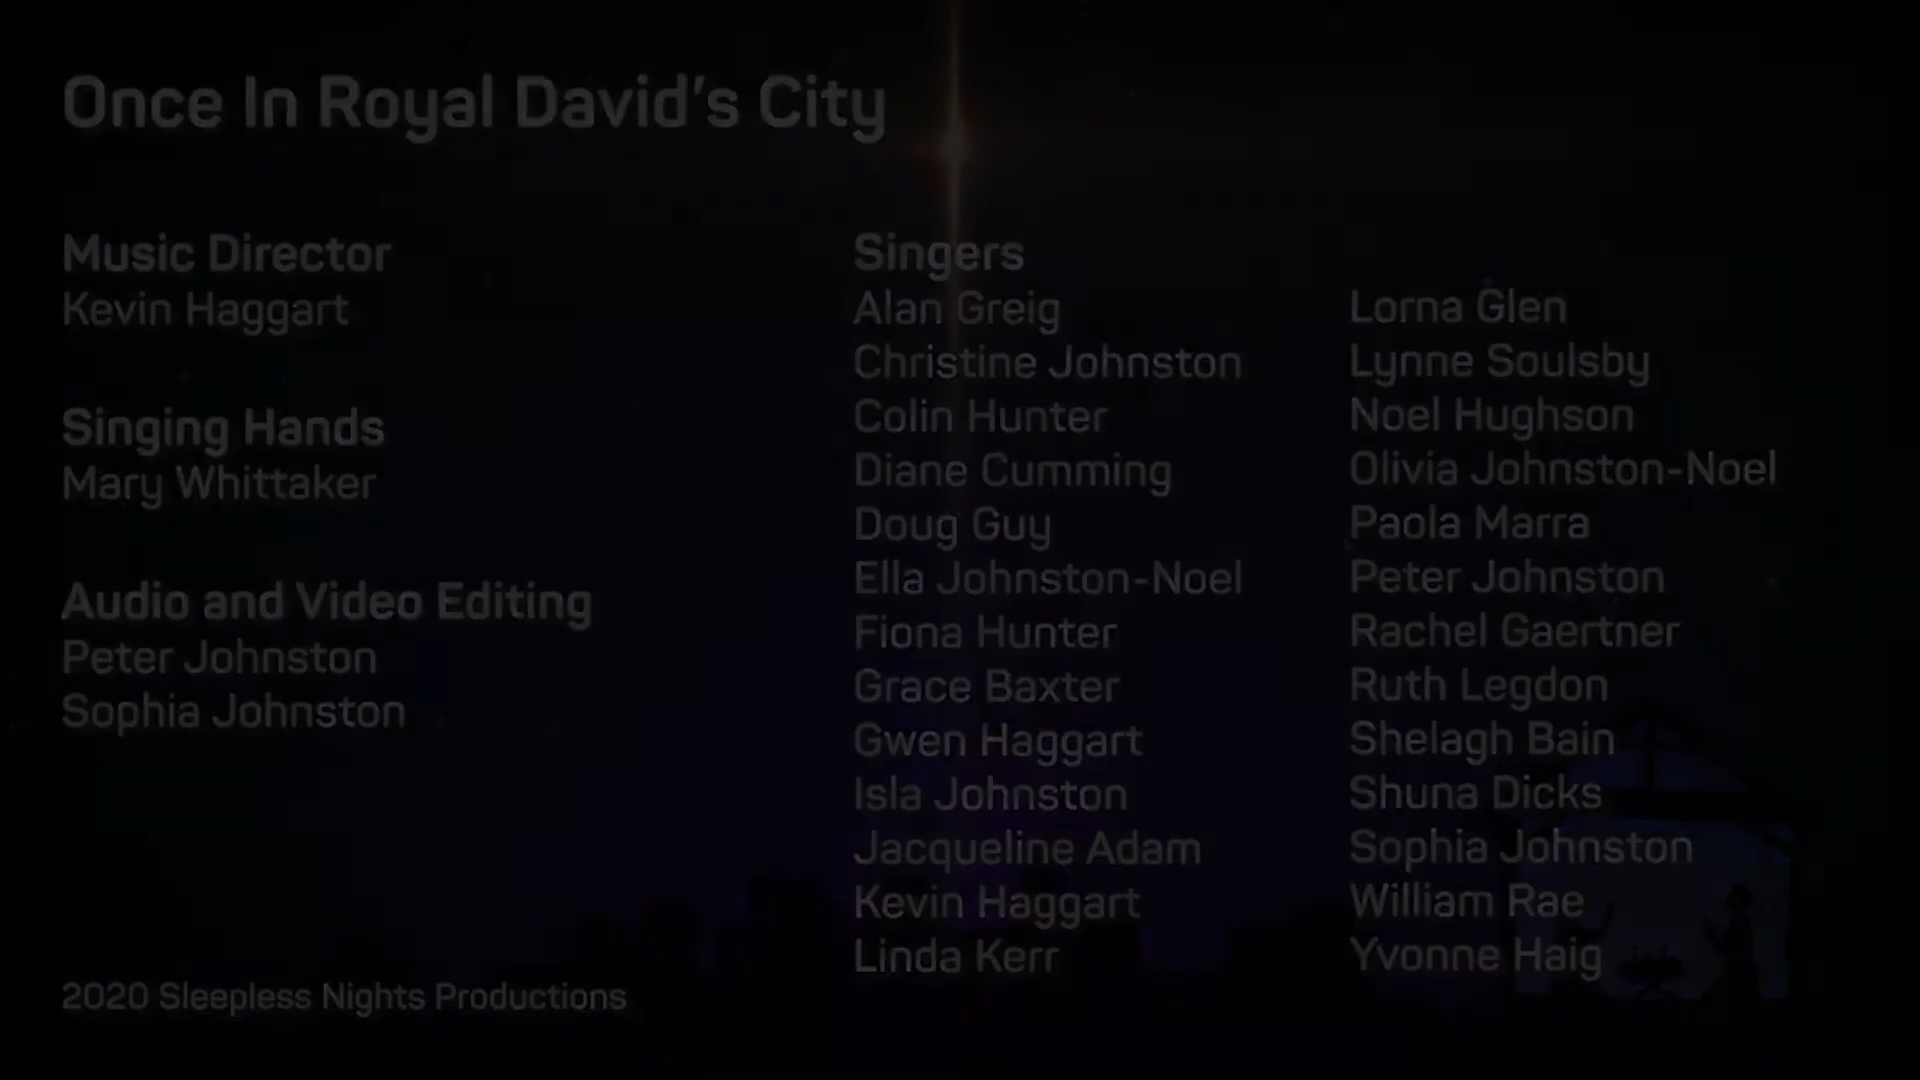 Once In Royal David's City
Music Director
Kevin Haggart
Singing Hands
Mary Whittaker
Audio and Video Editing
Peter Johnston
Sophia Johnston
2020 Sleepless Nights Productions
Singers
Alan Greig
Christine Johnston
Colin Hunter
Diane Cumming
Doug Guy
Ella Johnston-Noel
Fiona Hunter
Grace Baxter
Gwen Haggart
Isla Johnston
Jacqueline Adam
Kevin Haggart
Linda Kerr
Lorna Glen
Lynne Soulsby
Noel Hughson
Olivia Johnston-Noel
Paola Marra
Peter Johnston
Rachel Gaertner
Ruth Legdon
Shelagh Bain
Shuna Dicks
Sophia Johnston
William Rae
Yvonne Haig